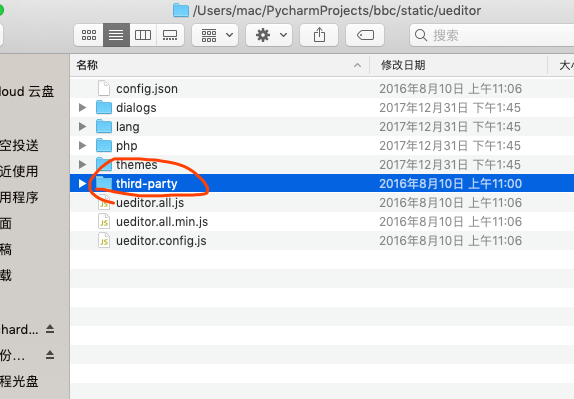 /Users/mac/PycharmProjects/bbc/static/ueditor
搜索
名称 修改日期 大小
loud 云盘
空投送
近使用
用程序
面
稿
载
chard...
份...
程光盘
config.json 2016年8月10日 上午11:06
dialogs 2017年12月31日 下午1:45
lang 2017年12月31日 下午1:45
php 2017年12月31日 下午1:45
themes 2017年12月31日 下午1:45
third-party 2016年8月10日 上午11:00
ueditor.all.js 2016年8月10日 上午11:06
JS ueditor.all.min.js 2016年8月10日 上午11:06
JS ueditor.config.js 2016年8月10日 上午11:06